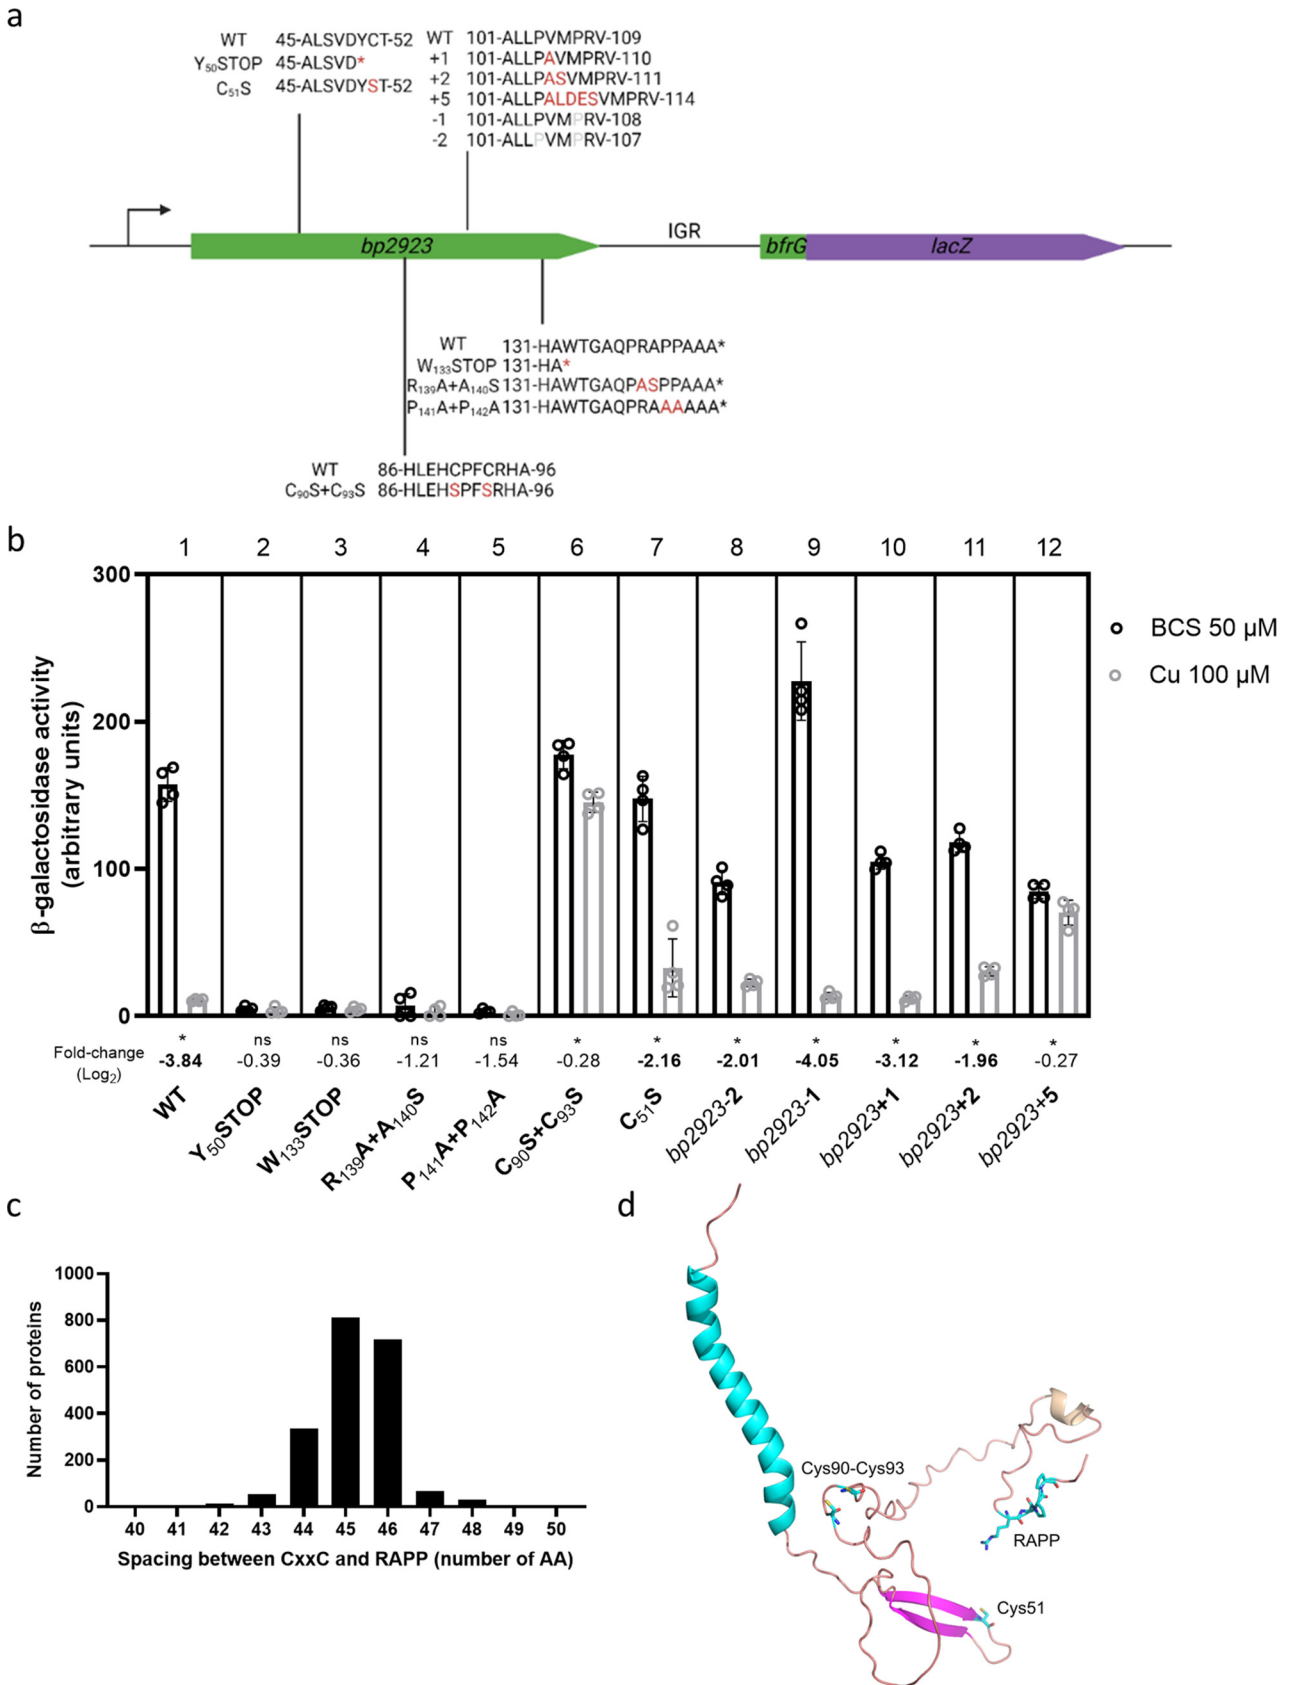 a
WT 45-ALSVDYCT-52
Y50STOP 45-ALSVD*
C51S 45-ALSVDYST-52
WT 101-ALLPVMPRV-109
+1 101-ALLPAVMPRV-110
+2 101-ALLPASVMPRV-111
+5 101-ALLPALDESVMPRV-114
-1 101-ALLPVMPRV-108
-2 101-ALLPVMPRV-107
bp2923
IGR
bfrG
lacZ
WT 131-HAWTGAQPRAPPAAA*
W133STOP 131-HA*
R139A+A140S 131-HAWTGAQPASPPAAA*
P141A+P142A 131-HAWTGAQPRAAAAAA*
WT 86-HLEHCPFCRHA-96
C90S+C93S 86-HLEHSPFSRHA-96
b
1 2 3 4 5 6 7 8 9 10 11 12
β-galactosidase activity
(arbitrary units)
300
200
100
0
BCS 50 µM
Cu 100 µM
* ns ns ns ns * * * * * * *
Fold-change
(Log2)
-3.84 -0.39 -0.36 -1.21 -1.54 -0.28 -2.16 -2.01 -4.05 -3.12 -1.96 -0.27
WT
Y50STOP
W133STOP
R139A+A140S
P141A+P142A
C90S+C93S
C51S
bp2923-2
bp2923-1
bp2923+1
bp2923+2
bp2923+5
c
Number of proteins
1000
800
600
400
200
0
40 41 42 43 44 45 46 47 48 49 50
Spacing between CxxC and RAPP (number of AA)
d
Cys90-Cys93
RAPP
Cys51